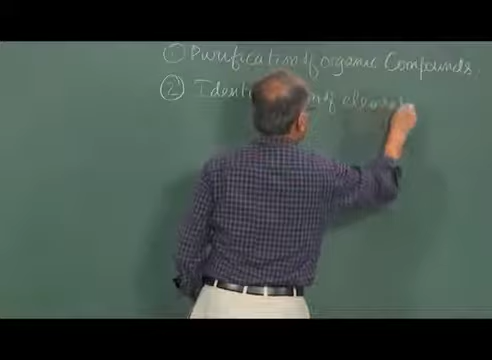 ① Purification of organic Compounds.
② Identi of